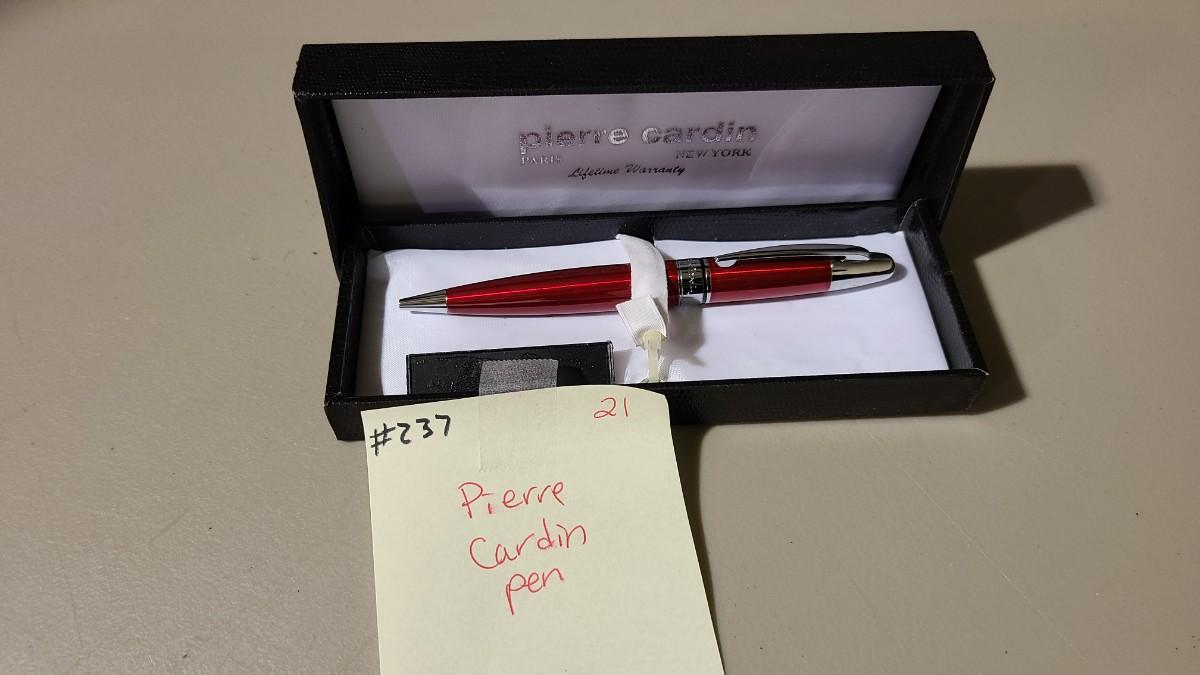 pierre cardin
PARIS NEW YORK
Lifetime Warranty
#237 21
Pierre
Cardin
pen